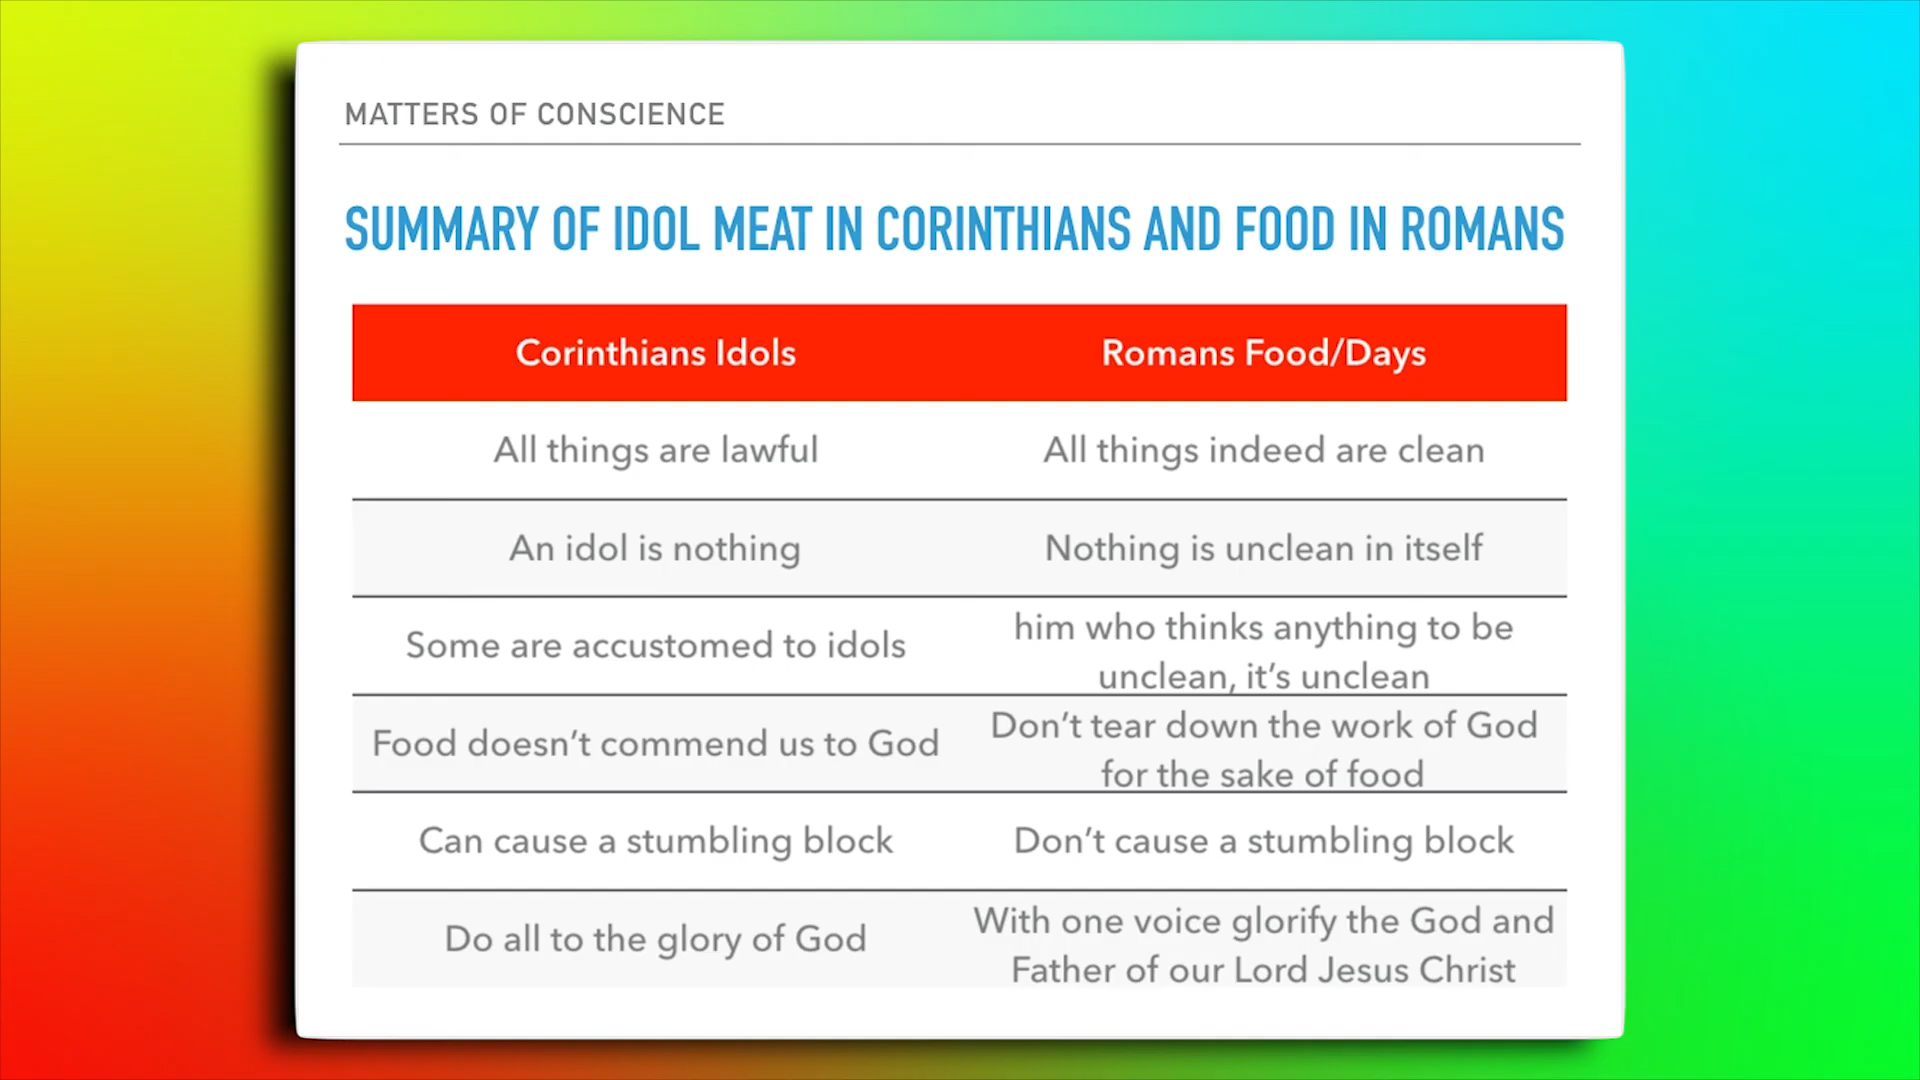 MATTERS OF CONSCIENCE
SUMMARY OF IDOL MEAT IN CORINTHIANS AND FOOD IN ROMANS
Corinthians Idols
Romans Food/Days
All things are lawful
All things indeed are clean
An idol is nothing
Nothing is unclean in itself
Some are accustomed to idols
him who thinks anything to be
unclean, it’s unclean
Food doesn’t commend us to God
Don’t tear down the work of God
for the sake of food
Can cause a stumbling block
Don’t cause a stumbling block
Do all to the glory of God
With one voice glorify the God and
Father of our Lord Jesus Christ